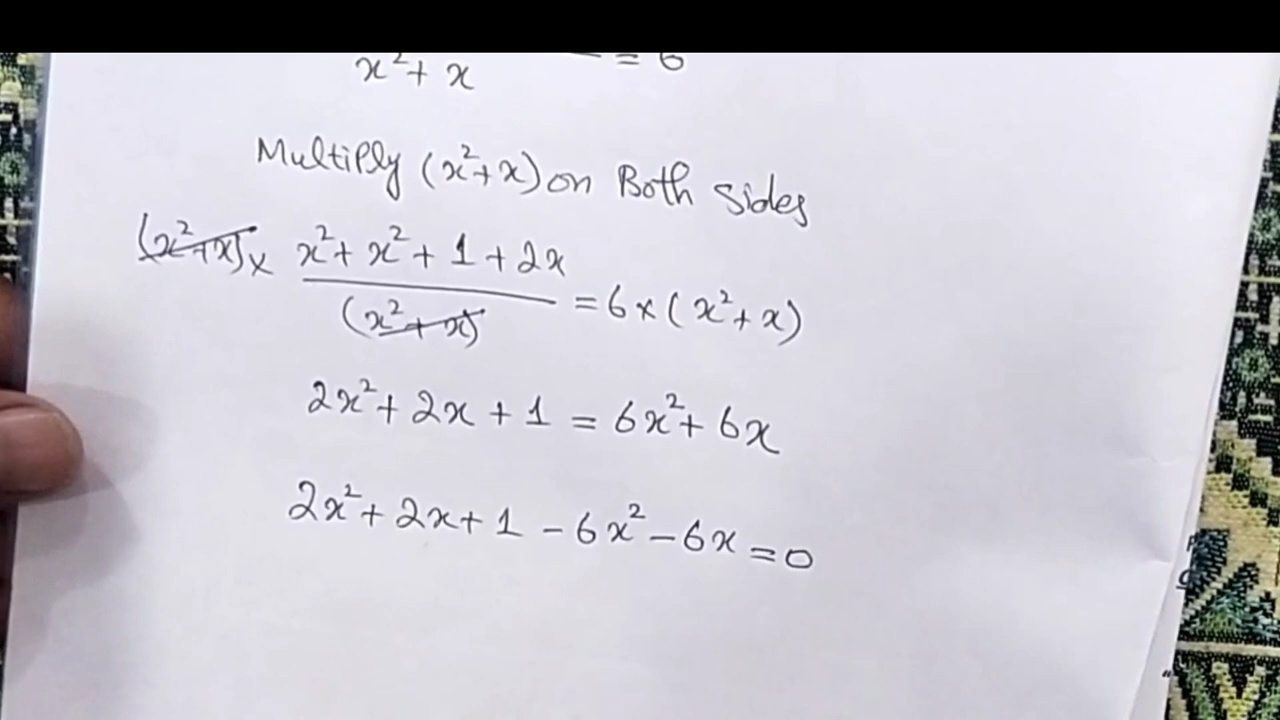 x²+ x = 6
Multiply (x²+x) on Both Sides
(x²+x) x x²+ x² + 1 + 2x / (x²+ x) = 6 x ( x²+ x)
2x²+ 2x + 1 = 6x²+ 6x
2x²+ 2x+ 1 - 6x² - 6x = 0